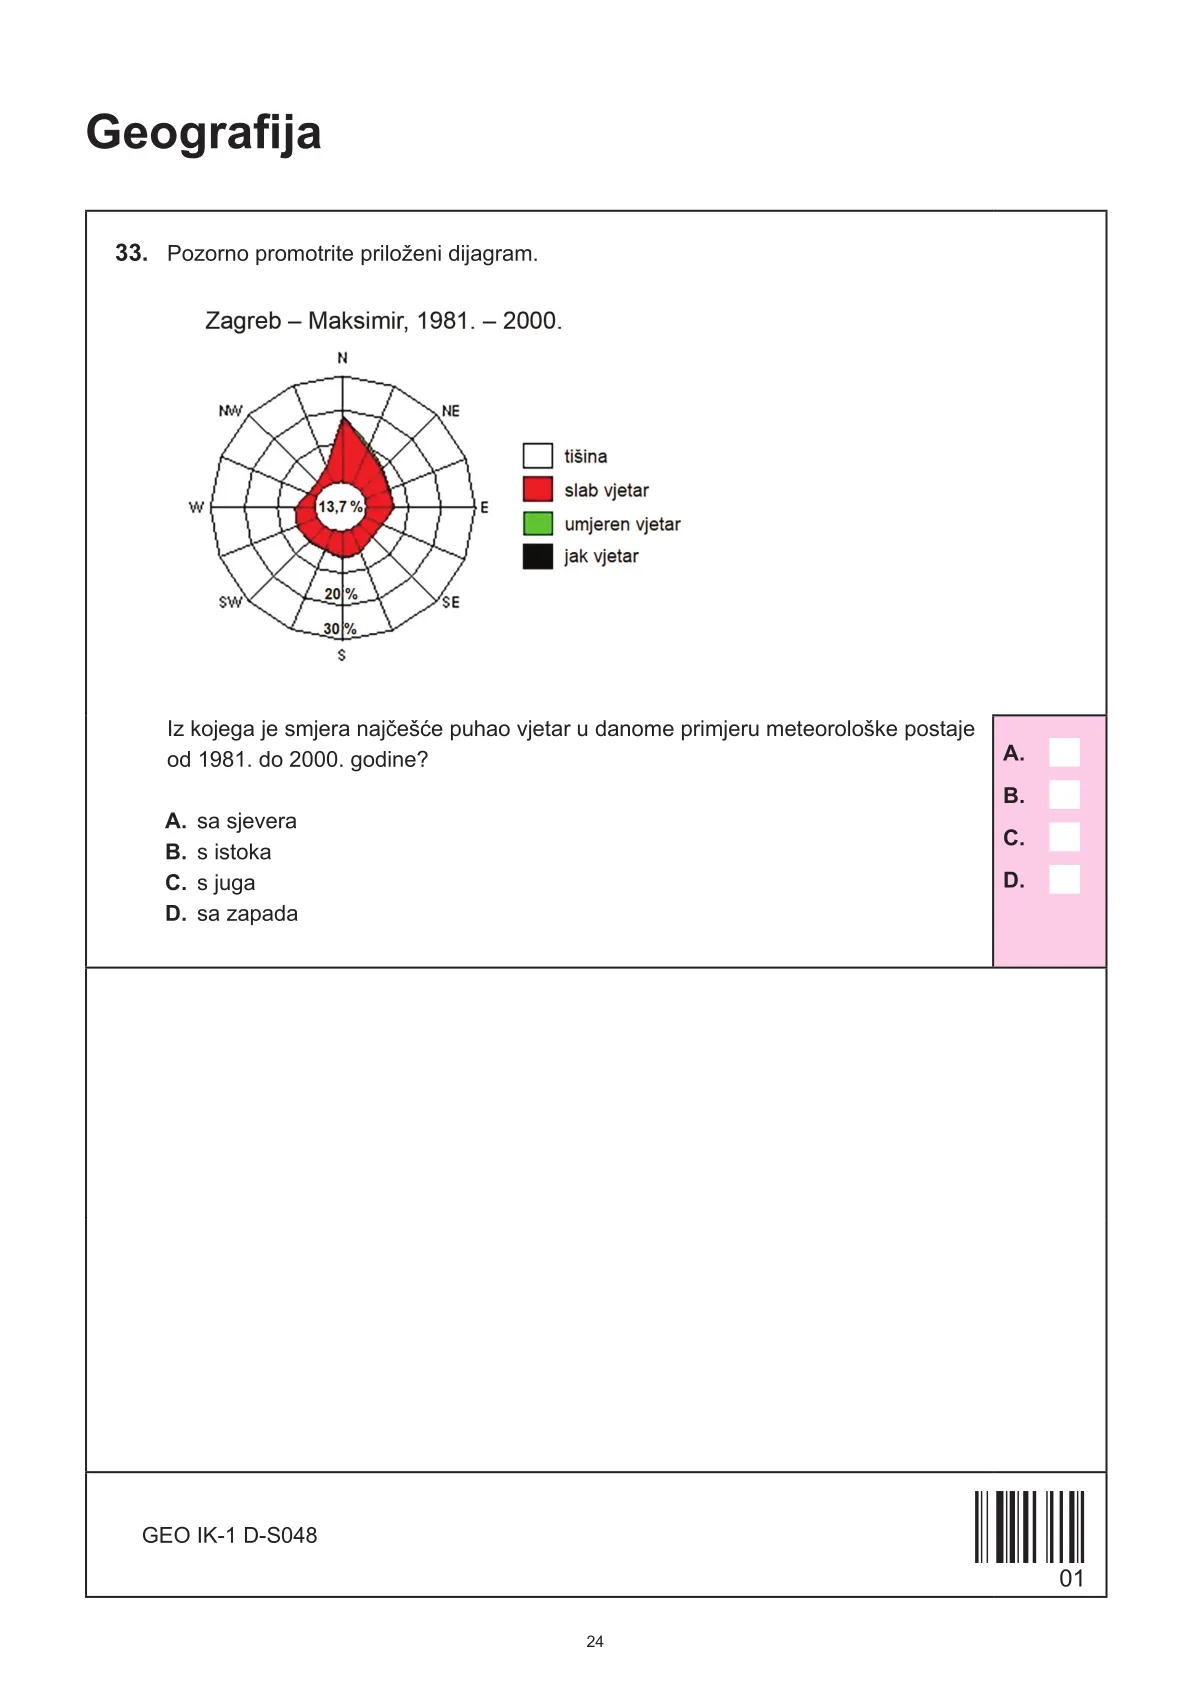 Geografija
33. Pozorno promotrite priloženi dijagram.
Zagreb – Maksimir, 1981. – 2000.
N
NW
NE
W
13,7 %
E
SW
20 %
SE
30 %
S
tišina
slab vjetar
umjeren vjetar
jak vjetar
Iz kojega je smjera najčešće puhao vjetar u danome primjeru meteorološke postaje
od 1981. do 2000. godine?
A. sa sjevera
B. s istoka
C. s juga
D. sa zapada
A.
B.
C.
D.
GEO IK-1 D-S048
01
24